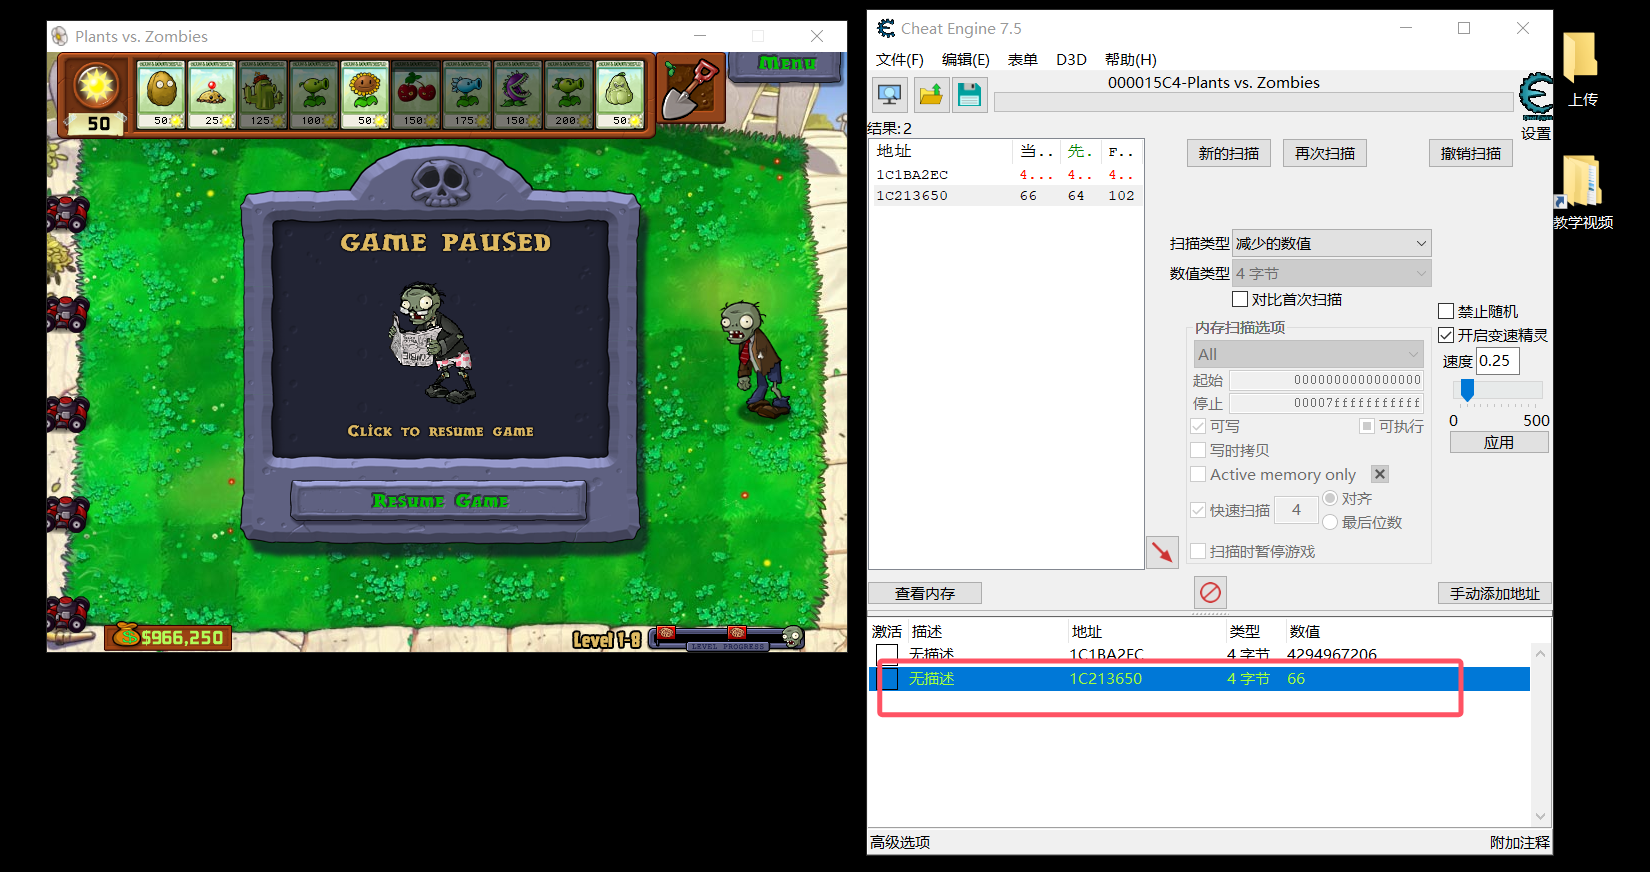 Plants vs. Zombies
Menu
50
50
25
125
100
50
150
175
150
200
50
GAME PAUSED
CLICK TO RESUME GAME
RESUME GAME
$966,250
Level 1-8
LEVEL PROGRESS
Cheat Engine 7.5
文件(F) 编辑(E) 表单 D3D 帮助(H)
000015C4-Plants vs. Zombies
结果:2
设置
地址 当.. 先. F..
1C1BA2EC 4... 4.. 4..
1C213650 66 64 102
新的扫描 再次扫描 撤销扫描
扫描类型 减少的数值
数值类型 4 字节
对比首次扫描
内存扫描选项
All
起始 0000000000000000
停止 00007fffffffffff
可写 可执行
写时拷贝
Active memory only
快速扫描 4 对齐
最后位数
扫描时暂停游戏
禁止随机
开启变速精灵
速度 0.25
0 500
应用
查看内存 手动添加地址
激活 描述 地址 类型 数值
无描述 1C1BA2EC 4 字节 4294967206
无描述 1C213650 4 字节 66
高级选项 附加注释
上传
教学视频